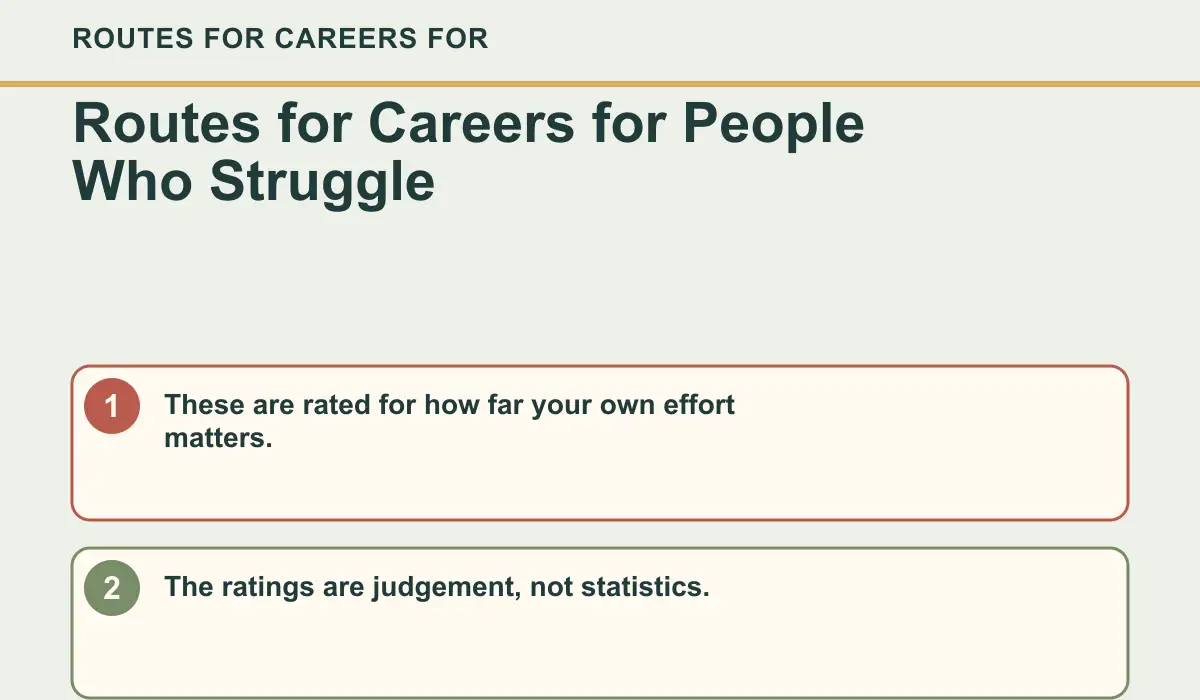 ROUTES FOR CAREERS FOR
Routes for Careers for People
Who Struggle
1
These are rated for how far your own effort
matters.
2
The ratings are judgement, not statistics.